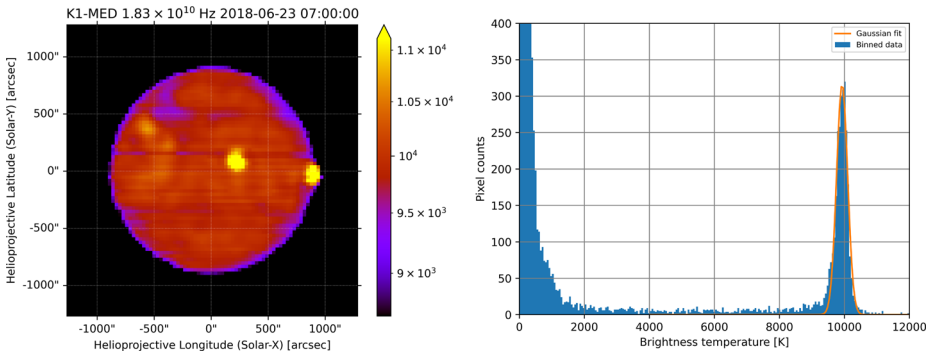 K1-MED 1.83 × 10¹⁰ Hz 2018-06-23 07:00:00
Helioprojective Latitude (Solar-Y) [arcsec]
1000"
500"
0"
-500"
-1000"
-1000" -500" 0" 500" 1000"
Helioprojective Longitude (Solar-X) [arcsec]
1.1 × 10⁴
1.05 × 10⁴
10⁴
9.5 × 10³
9 × 10³
Pixel counts
400
350
300
250
200
150
100
50
0
0 2000 4000 6000 8000 10000 12000
Brightness temperature [K]
Gaussian fit
Binned data